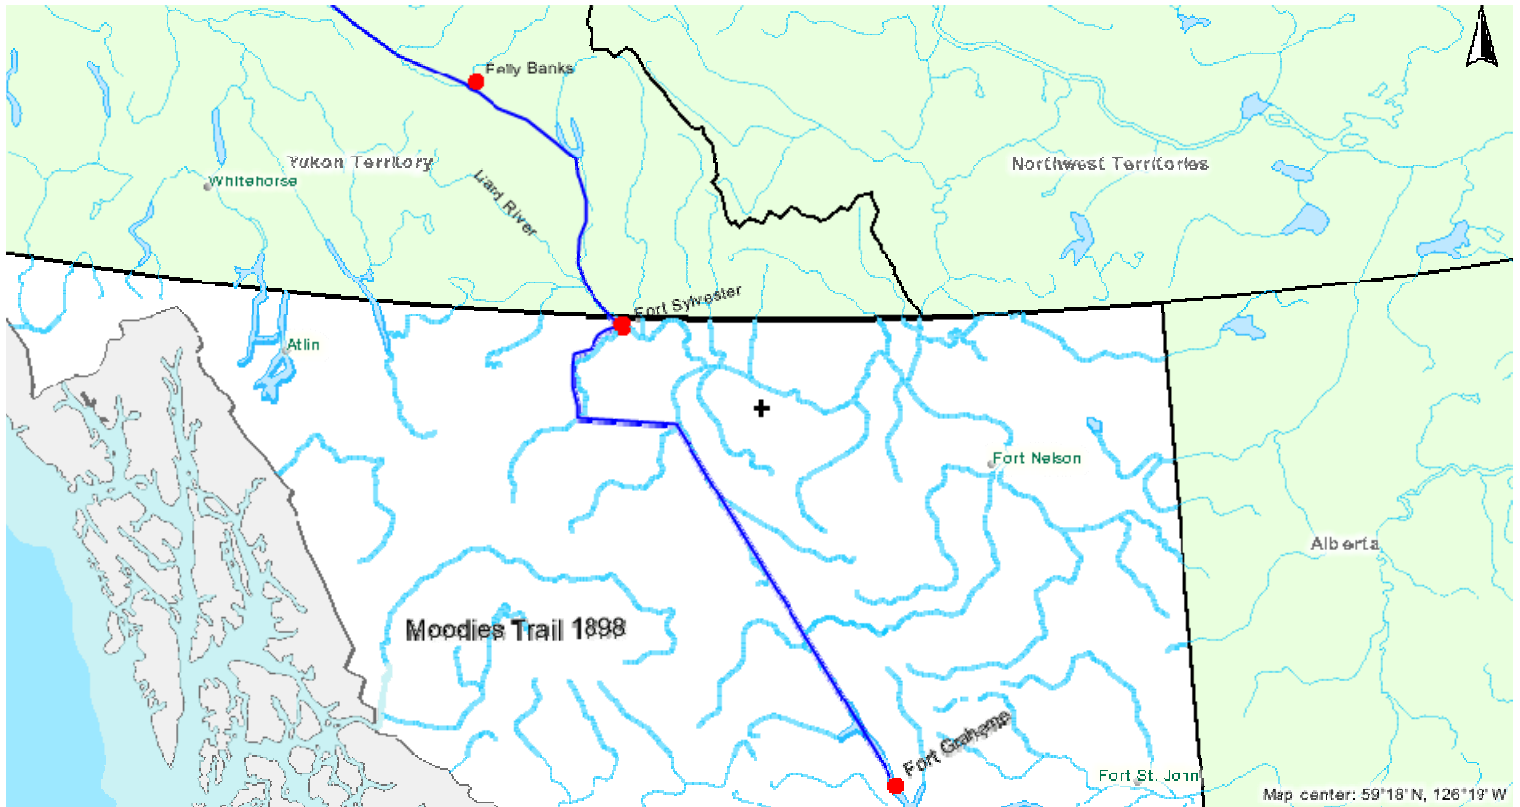 Pelly Banks
Yukon Territory
Northwest Territories
Whitehorse
Liard River
Fort Sylvester
Atlin
Fort Nelson
Alberta
Moodies Trail 1898
Fort Grahame
Fort St. John
Map center: 59°18' N, 126°19' W